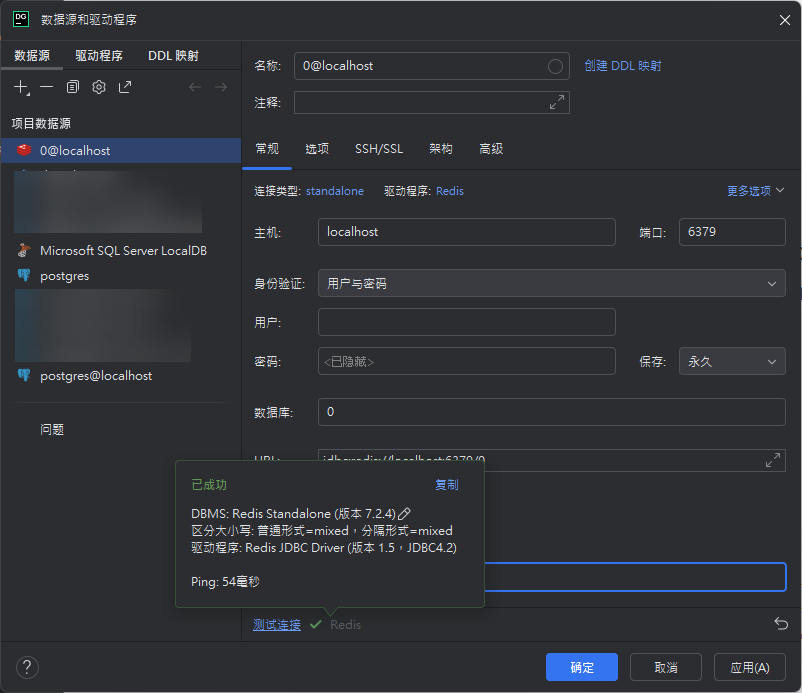 DG 数据源和驱动程序
数据源 驱动程序 DDL 映射
项目数据源
0@localhost
Microsoft SQL Server LocalDB
postgres
postgres@localhost
问题
名称: 0@localhost 创建 DDL 映射
注释:
常规 选项 SSH/SSL 架构 高级
连接类型: standalone 驱动程序: Redis 更多选项
主机: localhost 端口: 6379
身份验证: 用户与密码
用户:
密码: <已隐藏> 保存: 永久
数据库: 0
URL: jdbc:redis://localhost:6379/0
已成功 复制
DBMS: Redis Standalone (版本 7.2.4)
区分大小写: 普通形式=mixed，分隔形式=mixed
驱动程序: Redis JDBC Driver (版本 1.5，JDBC4.2)
Ping: 54毫秒
测试连接 Redis
? 确定 取消 应用(A)